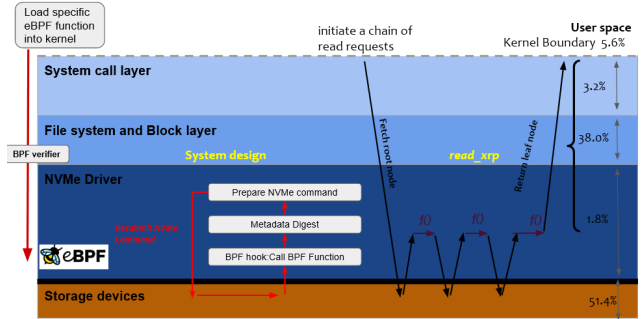 Load specific
eBPF function
into kernel
initiate a chain of
read requests
User space
Kernel Boundary 5.6%
System call layer
3.2%
File system and Block layer
38.0%
BPF verifier
System design
read_xrp
Fetch root node
Return leaf node
NVMe Driver
Prepare NVMe command
Metadata Digest
BPF hook:Call BPF Function
Command
f()
f()
f()
1.8%
eBPF
Storage devices
51.4%